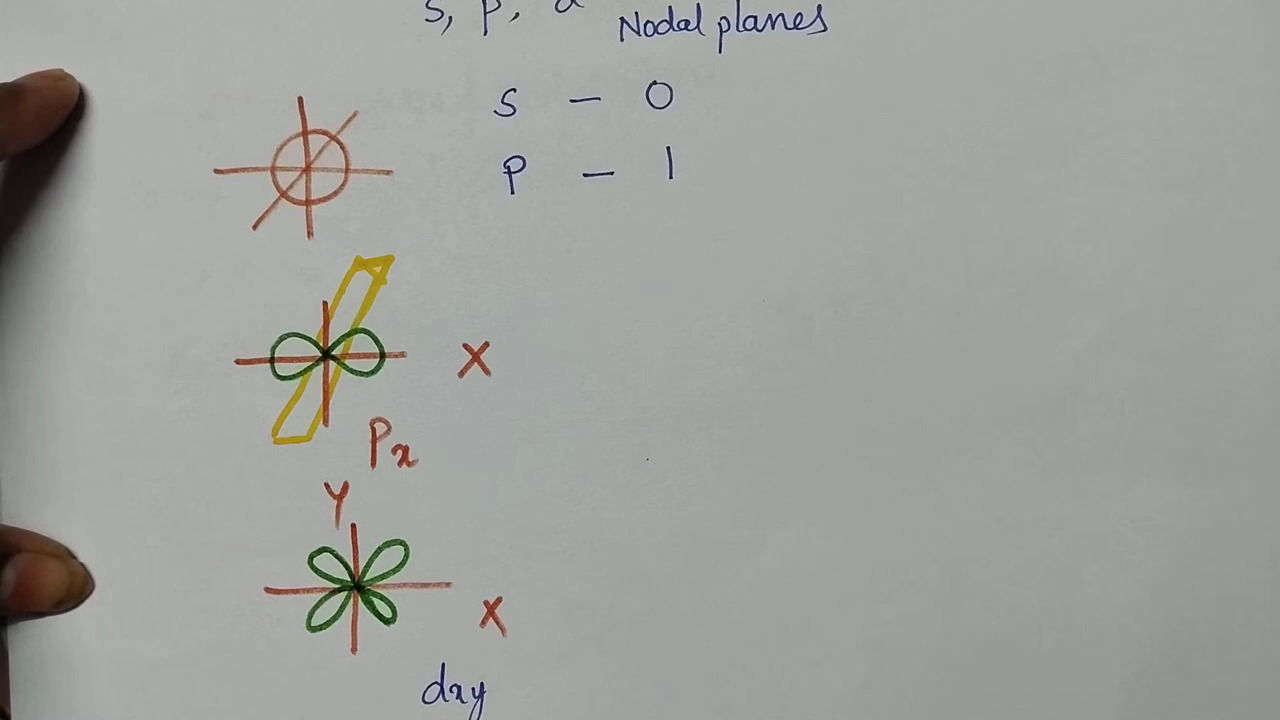 s, p, d Nodal planes
s - 0
p - 1
X
Px
Y
X
dxy